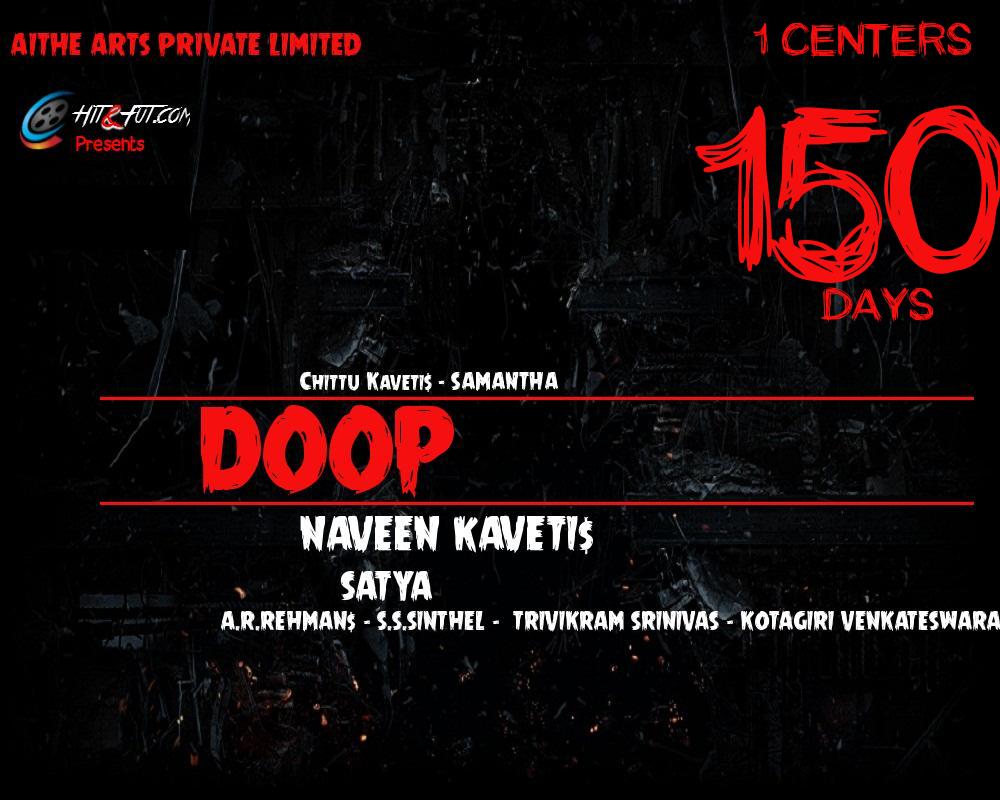 AITHE ARTS PRIVATE LIMITED
1 CENTERS
HIT&FUT.COM
Presents
150
DAYS
Chittu Kaveti$ - SAMANTHA
DOOP
NAVEEN KAVETI$
SATYA
A.R.REHMAN$ - S.S.SINTHEL - TRIVIKRAM SRINIVAS - KOTAGIRI VENKATESWARA